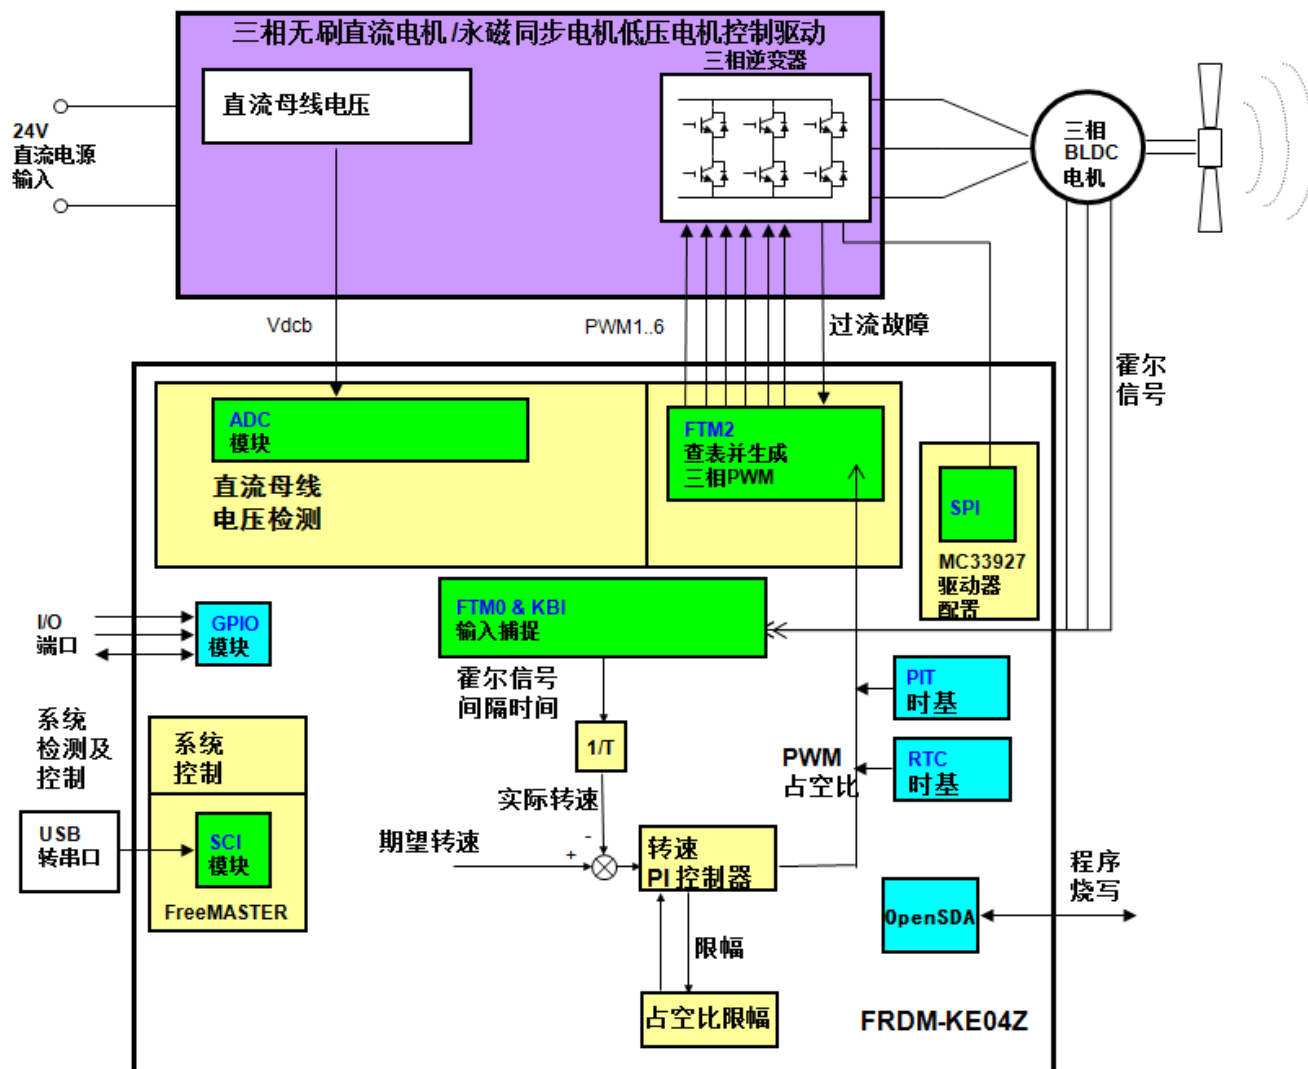 三相无刷直流电机/永磁同步电机低压电机控制驱动
三相逆变器
直流母线电压
24V
直流电源
输入
三相
BLDC
电机
Vdcb
PWM1..6
过流故障
霍尔
信号
ADC
模块
直流母线
电压检测
FTM2
查表并生成
三相PWM
SPI
MC33927
驱动器
配置
FTM0 & KBI
输入捕捉
I/O
端口
GPIO
模块
霍尔信号
间隔时间
PIT
时基
系统
检测及
控制
系统
控制
1/T
PWM
占空比
RTC
时基
实际转速
USB
转串口
SCI
模块
FreeMASTER
期望转速
-
+
转速
PI 控制器
程序
烧写
OpenSDA
限幅
占空比限幅
FRDM-KE04Z